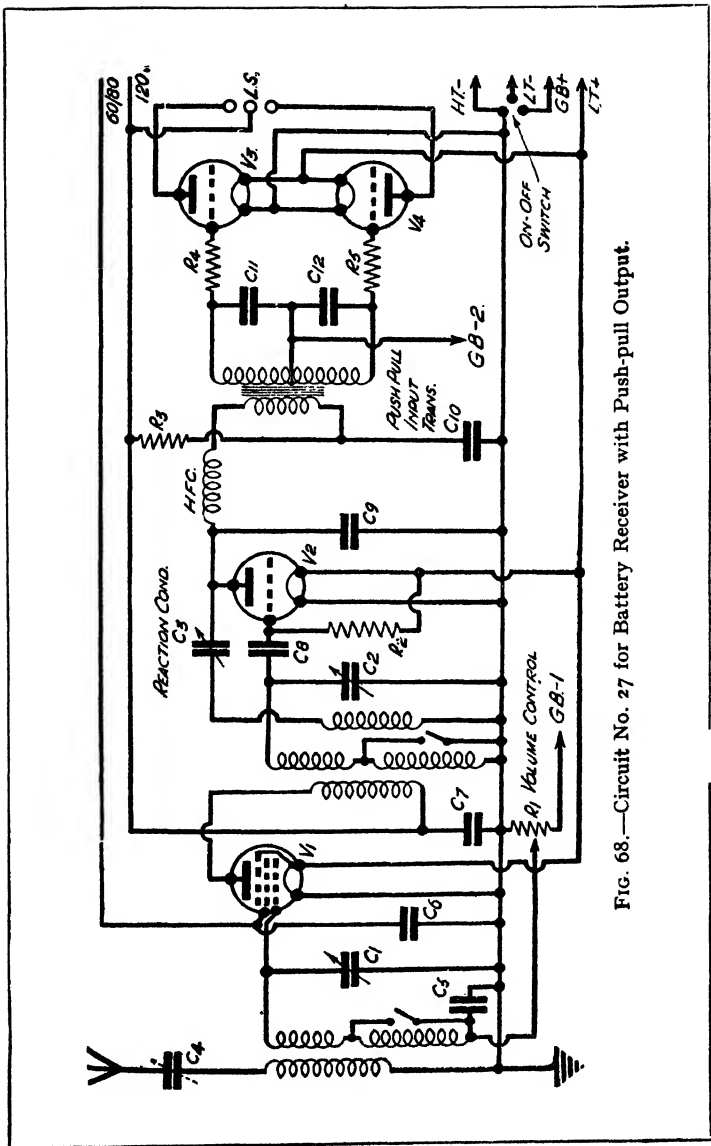 60/80
120v
C4
C1
C5
C6
V1
C7
R1 VOLUME CONTROL
GB-1
REACTION COND.
C3
C8
C2
R2
V2
C9
H.F.C.
R3
PUSH PULL
INPUT
TRANS.
C10
R4
C11
C12
R5
GB-2.
V3.
V4
L.S.
ON-OFF
SWITCH
HT-
LT-
GB+
LT+
FIG. 68.—Circuit No. 27 for Battery Receiver with Push-pull Output.